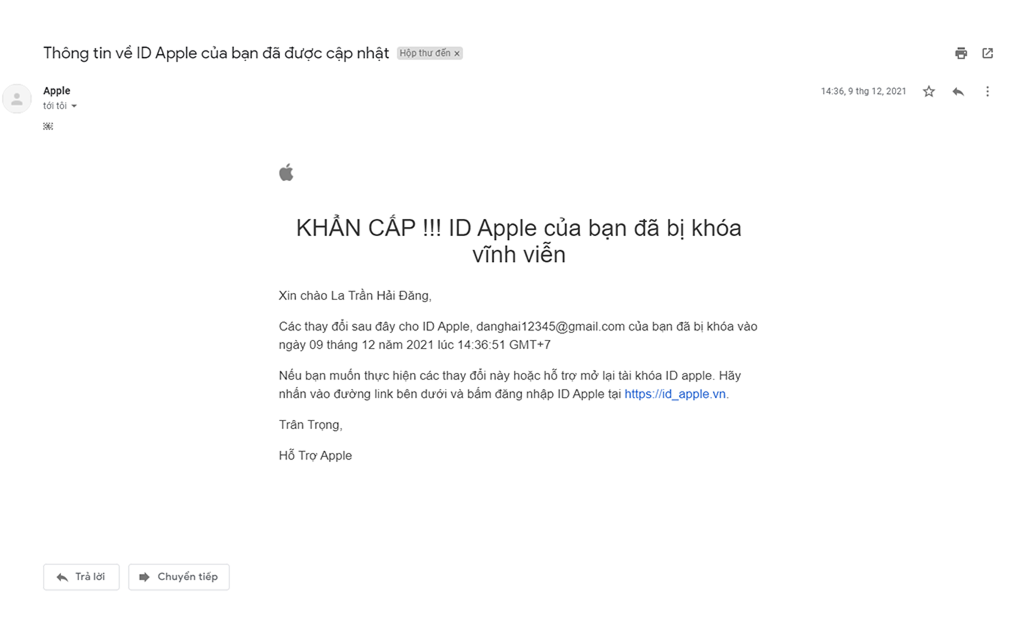 Thông tin về ID Apple của bạn đã được cập nhật Hộp thư đến ×
Apple 14:36, 9 thg 12, 2021
tới tôi
KHẨN CẤP !!! ID Apple của bạn đã bị khóa
vĩnh viễn
Xin chào La Trần Hải Đăng,
Các thay đổi sau đây cho ID Apple, danghai12345@gmail.com của bạn đã bị khóa vào
ngày 09 tháng 12 năm 2021 lúc 14:36:51 GMT+7
Nếu bạn muốn thực hiện các thay đổi này hoặc hỗ trợ mở lại tài khóa ID apple. Hãy
nhấn vào đường link bên dưới và bấm đăng nhập ID Apple tại https://id_apple.vn.
Trân Trọng,
Hỗ Trợ Apple
Trả lời Chuyển tiếp